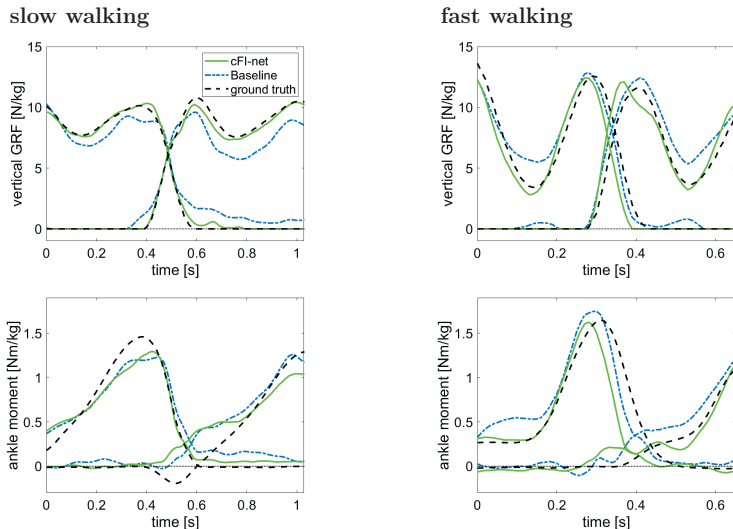 slow walking
fast walking
15
10
5
0
vertical GRF [N/kg]
cFI-net
Baseline
ground truth
0 0.2 0.4 0.6 0.8 1
time [s]
15
10
5
0
vertical GRF [N/kg]
0 0.2 0.4 0.6
time [s]
1.5
1
0.5
0
ankle moment [Nm/kg]
0 0.2 0.4 0.6 0.8 1
time [s]
1.5
1
0.5
0
ankle moment [Nm/kg]
0 0.2 0.4 0.6
time [s]